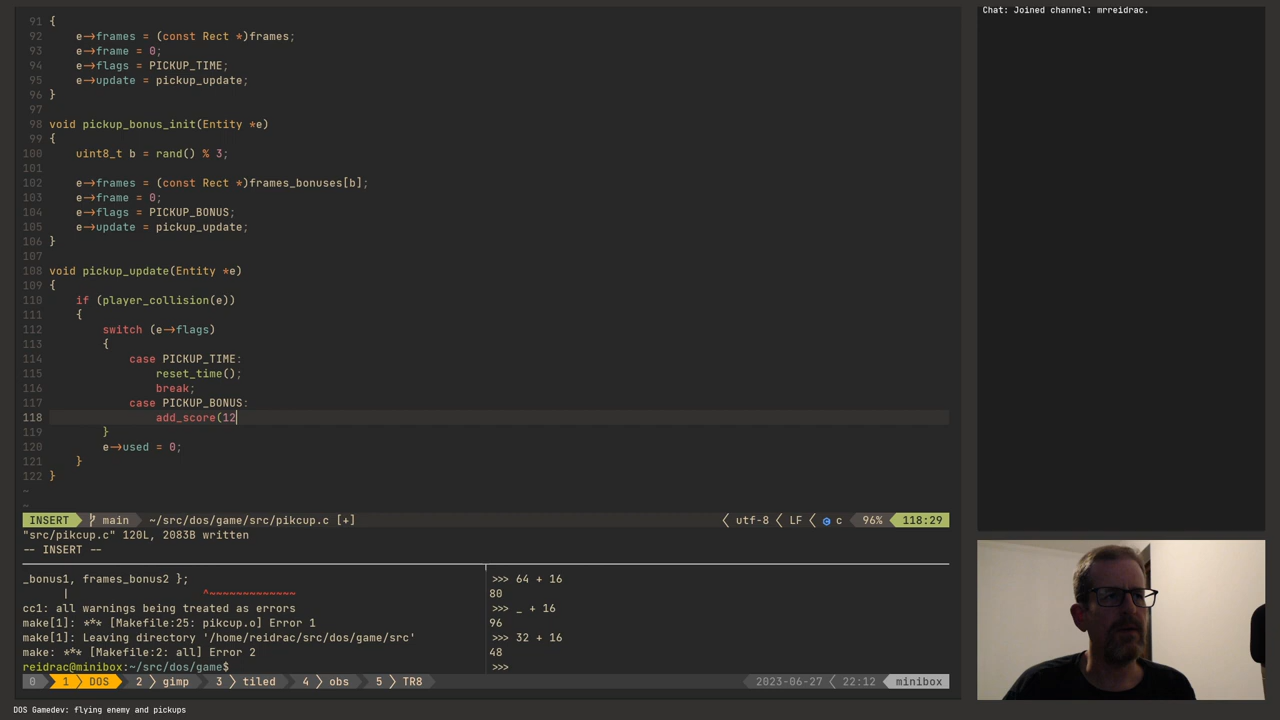 Chat: Joined channel: mrreidrac.
91 {
92     e->frames = (const Rect *)frames;
93     e->frame = 0;
94     e->flags = PICKUP_TIME;
95     e->update = pickup_update;
96 }
97
98 void pickup_bonus_init(Entity *e)
99 {
100     uint8_t b = rand() % 3;
101
102     e->frames = (const Rect *)frames_bonuses[b];
103     e->frame = 0;
104     e->flags = PICKUP_BONUS;
105     e->update = pickup_update;
106 }
107
108 void pickup_update(Entity *e)
109 {
110     if (player_collision(e))
111     {
112         switch (e->flags)
113         {
114             case PICKUP_TIME:
115                 reset_time();
116                 break;
117             case PICKUP_BONUS:
118                 add_score(12
119         }
120         e->used = 0;
121     }
122 }
~
~
INSERT main ~/src/dos/game/src/pikcup.c [+] utf-8 LF c 96% 118:29
"src/pikcup.c" 120L, 2083B written
-- INSERT --
_bonus1, frames_bonus2 };
| ^~~~~~~~~~~~~~
cc1: all warnings being treated as errors
make[1]: *** [Makefile:25: pikcup.o] Error 1
make[1]: Leaving directory '/home/reidrac/src/dos/game/src'
make: *** [Makefile:2: all] Error 2
reidrac@minibox:~/src/dos/game$
>>> 64 + 16
80
>>> _ + 16
96
>>> 32 + 16
48
>>>
0 1 DOS 2 gimp 3 tiled 4 obs 5 TR8 2023-06-27 22:12 minibox
DOS Gamedev: flying enemy and pickups